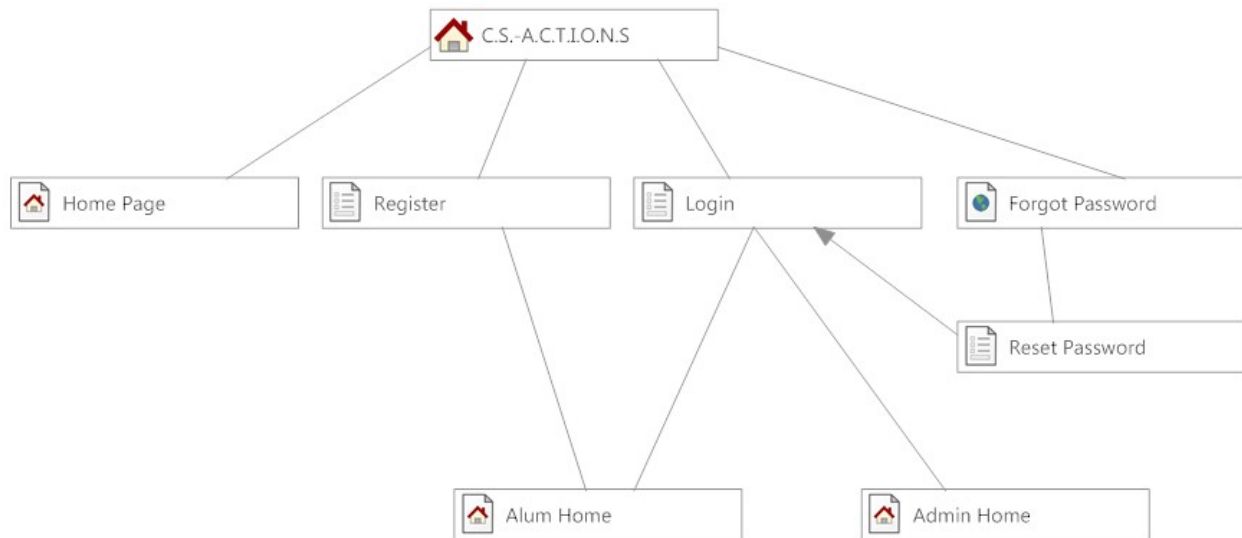 C.S.-A.C.T.I.O.N.S
Home Page
Register
Login
Forgot Password
Reset Password
Alum Home
Admin Home